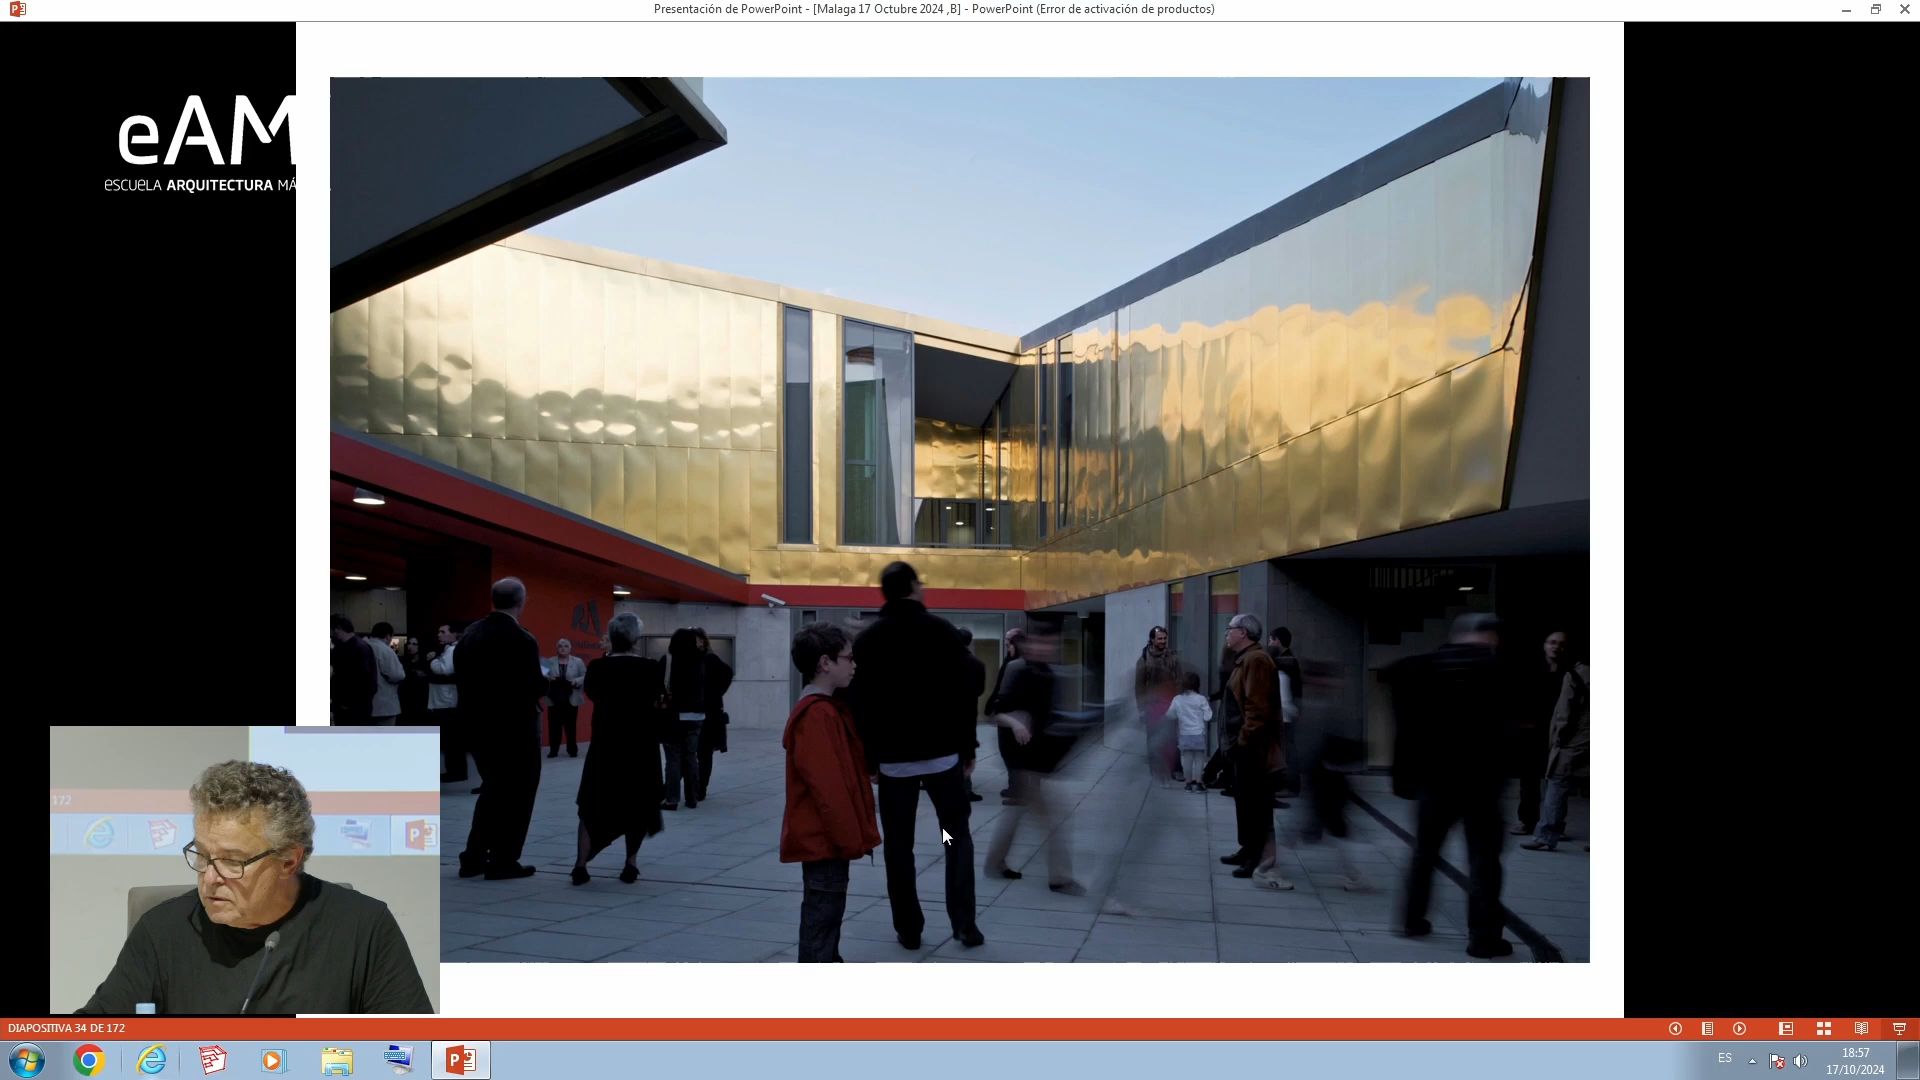 Presentación de PowerPoint - [Malaga 17 Octubre 2024 ,B] - PowerPoint (Error de activación de productos)
eAM
escuela ARQUITECTURA MÁ
172
DIAPOSITIVA 34 DE 172
ES
18:57
17/10/2024